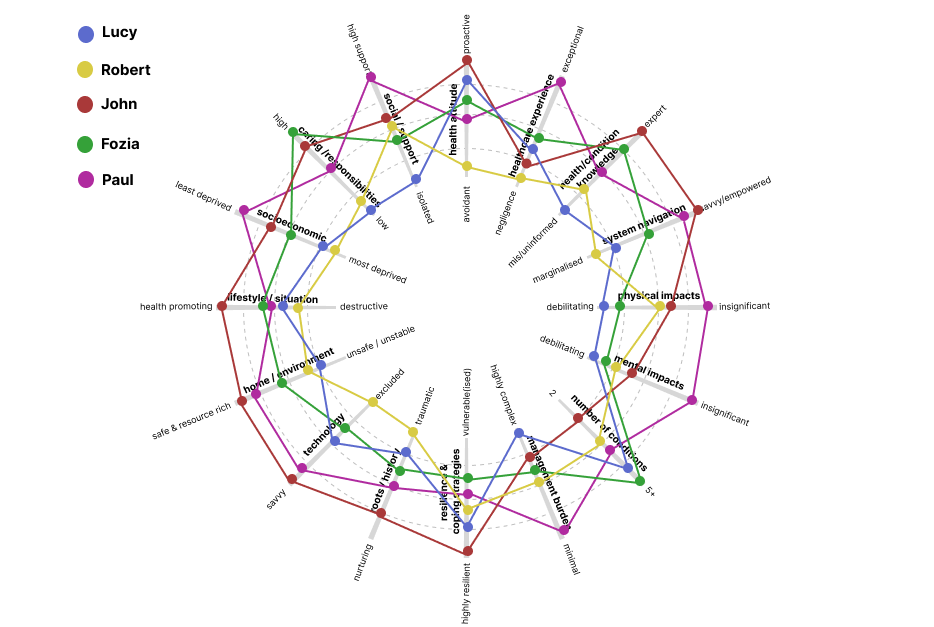 Lucy
Robert
John
Fozia
Paul
proactive
health attitude
avoidant
exceptional
healthcare experience
negligence
expert
health/condition
knowledge
mis/uninformed
savvy/empowered
system navigation
marginalised
physical impacts
debilitating
insignificant
debilitating
mental impacts
insignificant
2
number of conditions
5+
highly complex
management burden
minimal
vulnerable(ised)
resilience &
coping strategies
highly resilient
traumatic
roots / history
nurturing
excluded
technology
savvy
unsafe / unstable
home / environment
safe & resource rich
health promoting
lifestyle / situation
destructive
least deprived
socioeconomic
most deprived
high
caring /responsibilities
low
high support
social / support
isolated